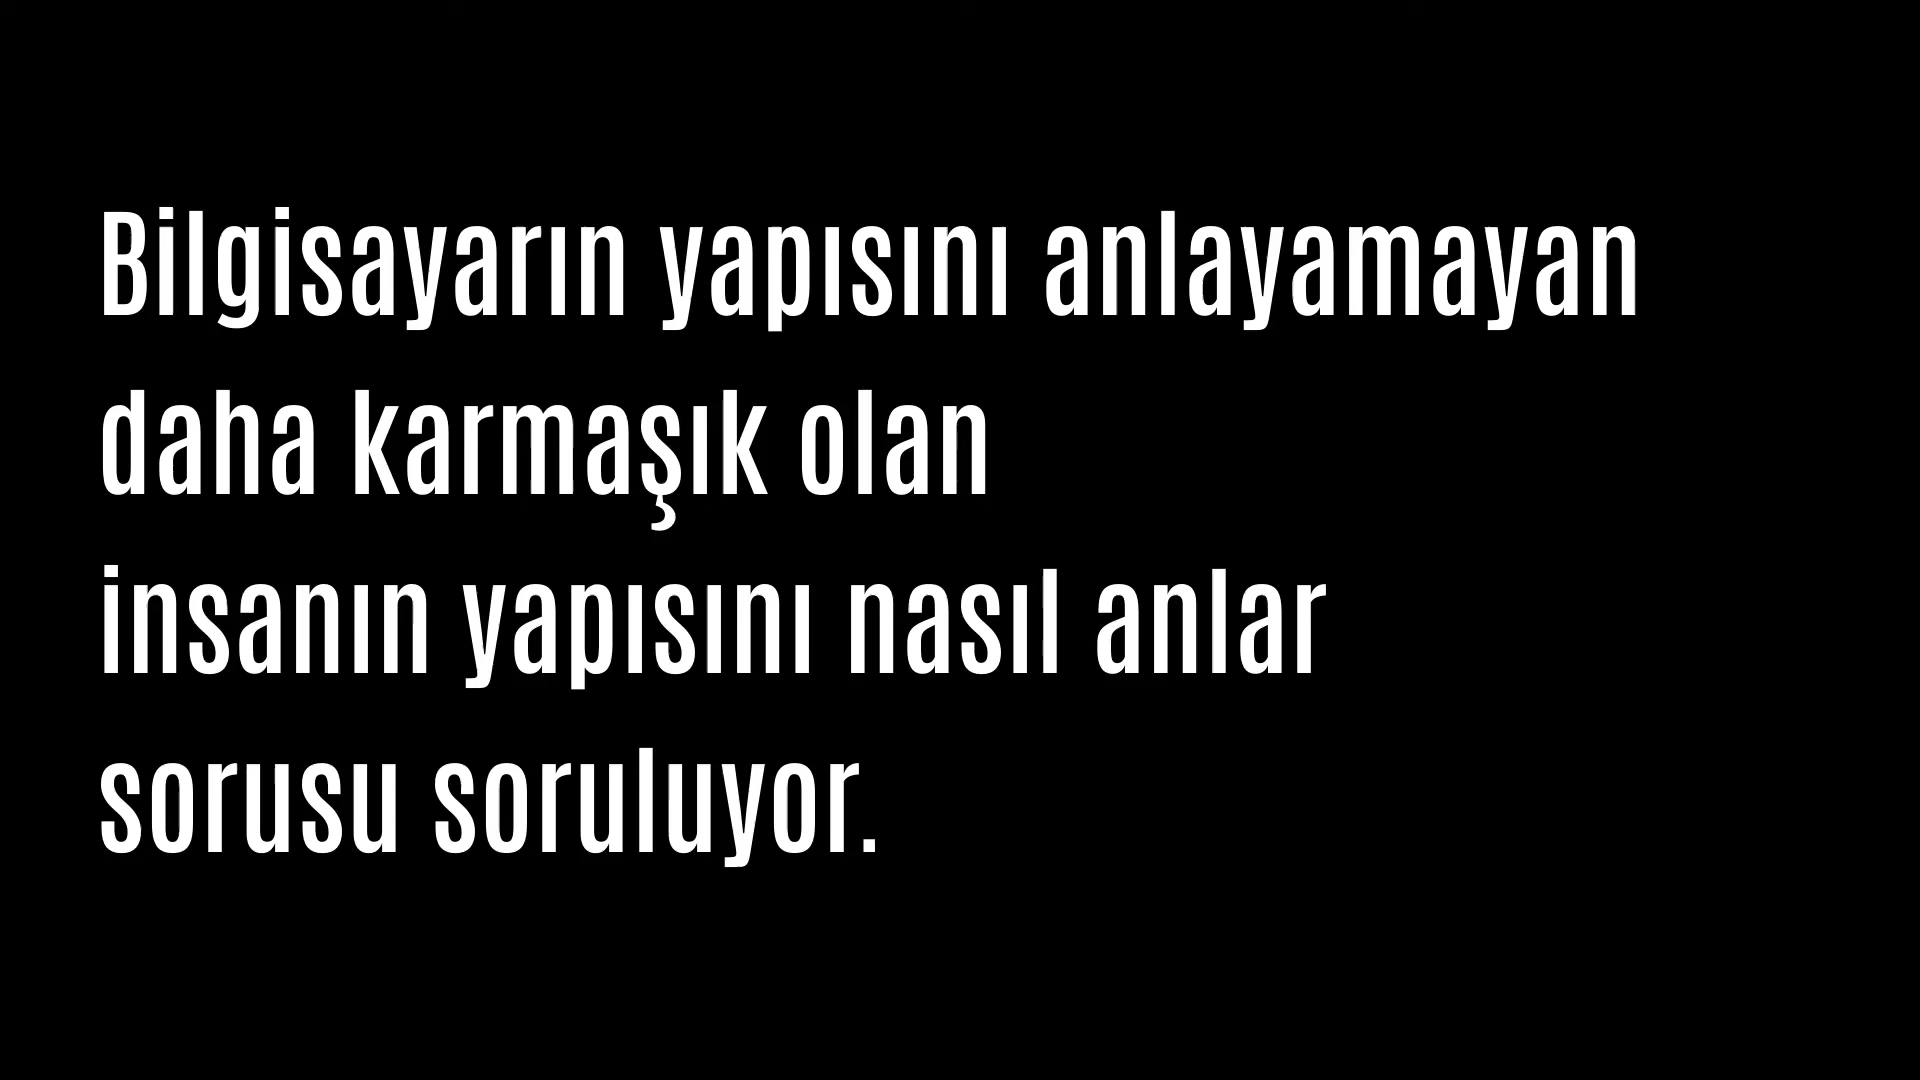 Bilgisayarın yapısını anlayamayan
daha karmaşık olan
insanın yapısını nasıl anlar
sorusu soruluyor.